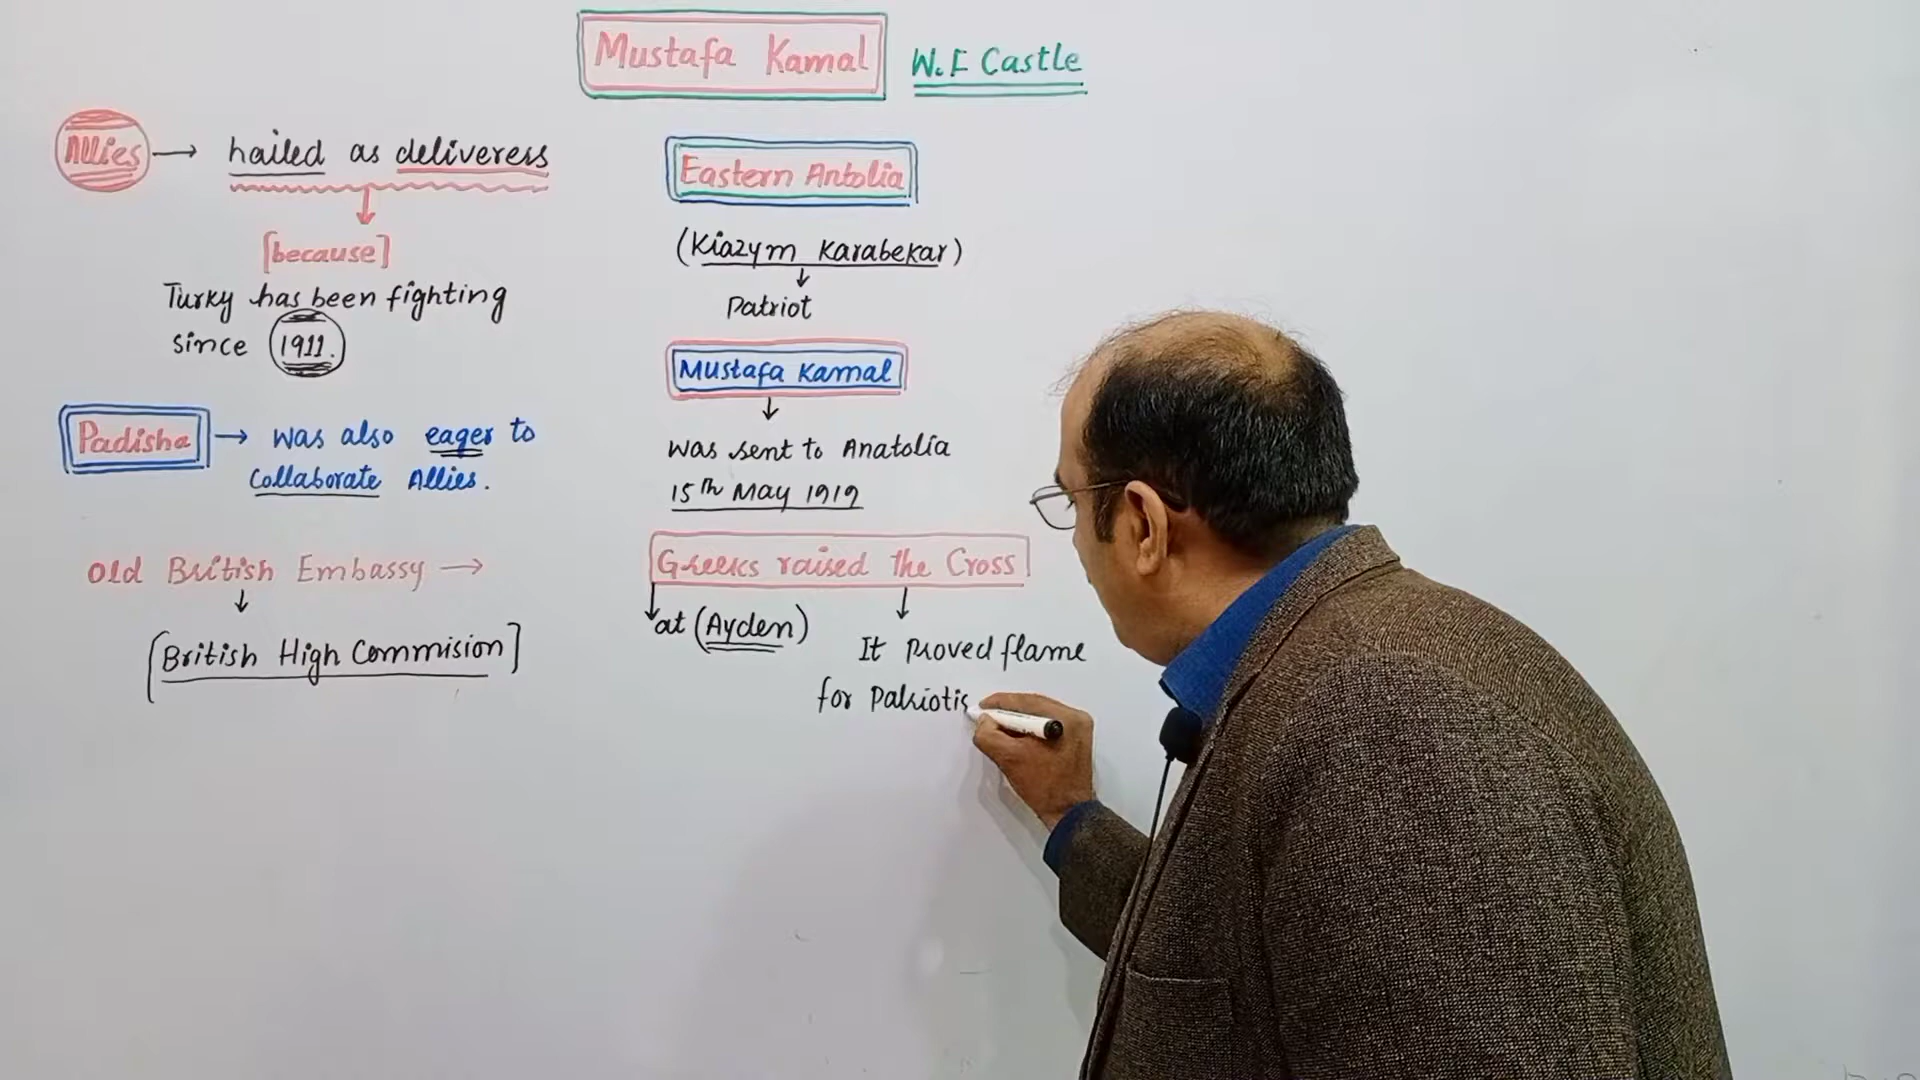 Mustafa Kamal W.F Castle
Allies → hailed as deliveress
[because]
Turky has been fighting
since 1911.
Padisha → was also eager to
Collaborate Allies.
Old British Embassy →
[British High Commision]
Eastern Antolia
(Kiazym Karabekar)
Patriot
Mustafa Kamal
was sent to Anatolia
15th May 1919
Greeks raised the Cross
at (Ayden)
It Proved flame
for Patriotis